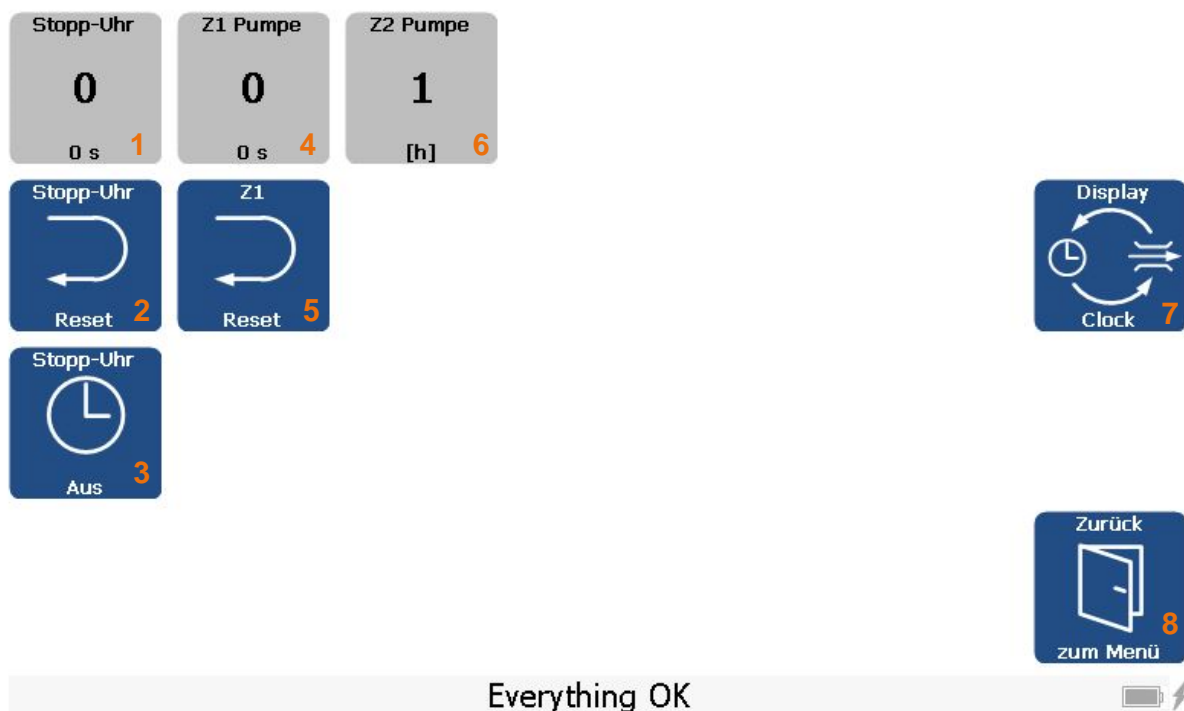 Stopp-Uhr
0
0 s
1
Z1 Pumpe
0
0 s
4
Z2 Pumpe
1
[h]
6
Stopp-Uhr
Reset
2
Z1
Reset
5
Display
Clock
7
Stopp-Uhr
Aus
3
Zurück
zum Menü
8
Everything OK